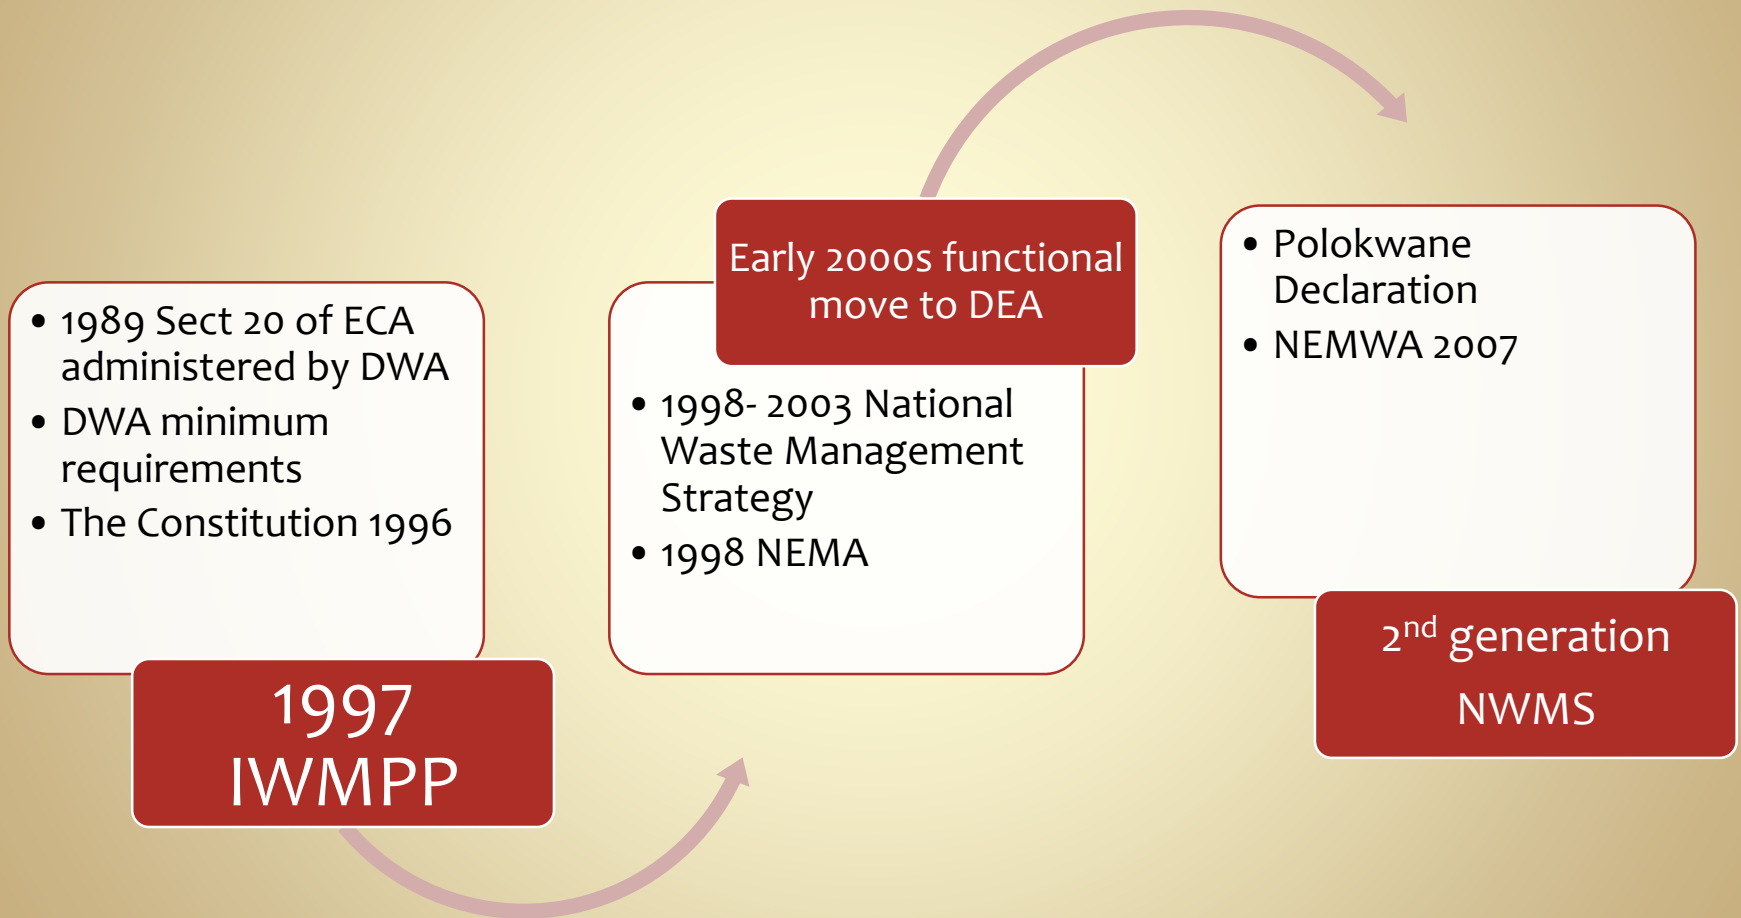 • 1989 Sect 20 of ECA
administered by DWA
• DWA minimum
requirements
• The Constitution 1996
1997
IWMPP
Early 2000s functional
move to DEA
• 1998- 2003 National
Waste Management
Strategy
• 1998 NEMA
• Polokwane
Declaration
• NEMWA 2007
2nd generation
NWMS